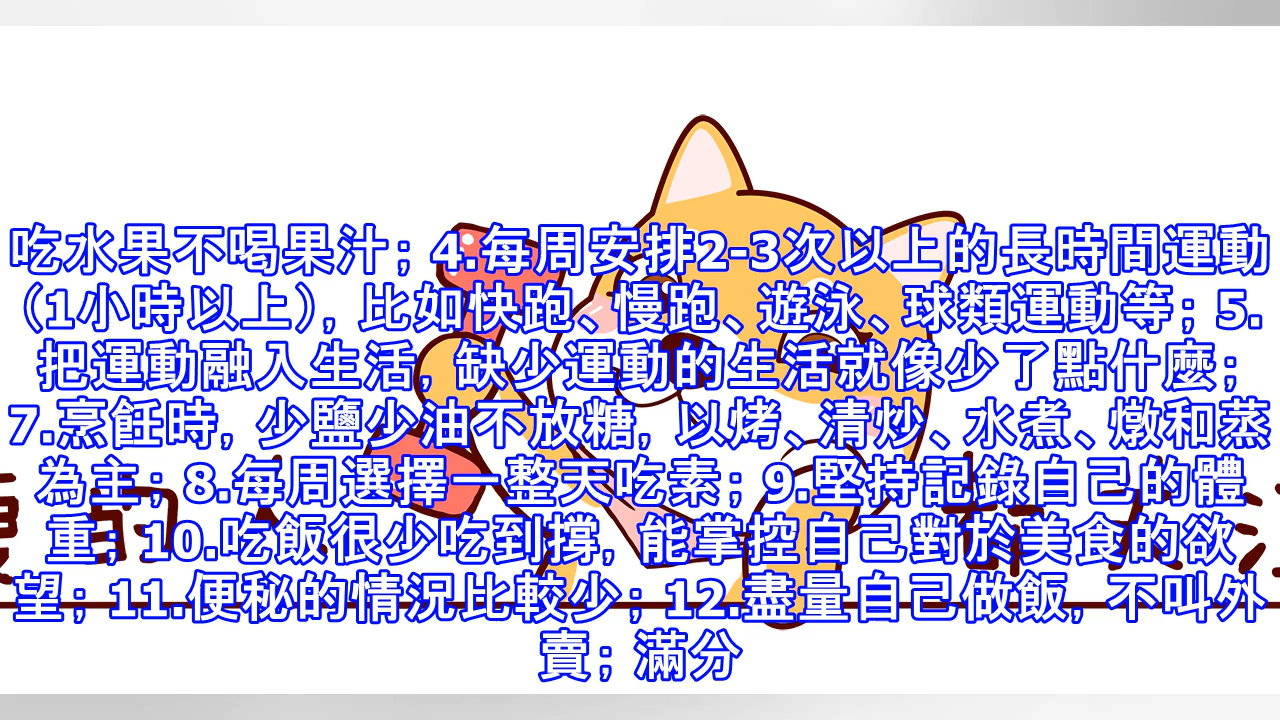 吃水果不喝果汁；4.每周安排2-3次以上的長時間運動
（1小時以上），比如快跑、慢跑、遊泳、球類運動等；5.
把運動融入生活，缺少運動的生活就像少了點什麼；
7.烹飪時，少鹽少油不放糖，以烤、清炒、水煮、燉和蒸
為主；8.每周選擇一整天吃素；9.堅持記錄自己的體
重；10.吃飯很少吃到撐，能掌控自己對於美食的欲
望；11.便秘的情況比較少；12.盡量自己做飯，不叫外
賣；滿分